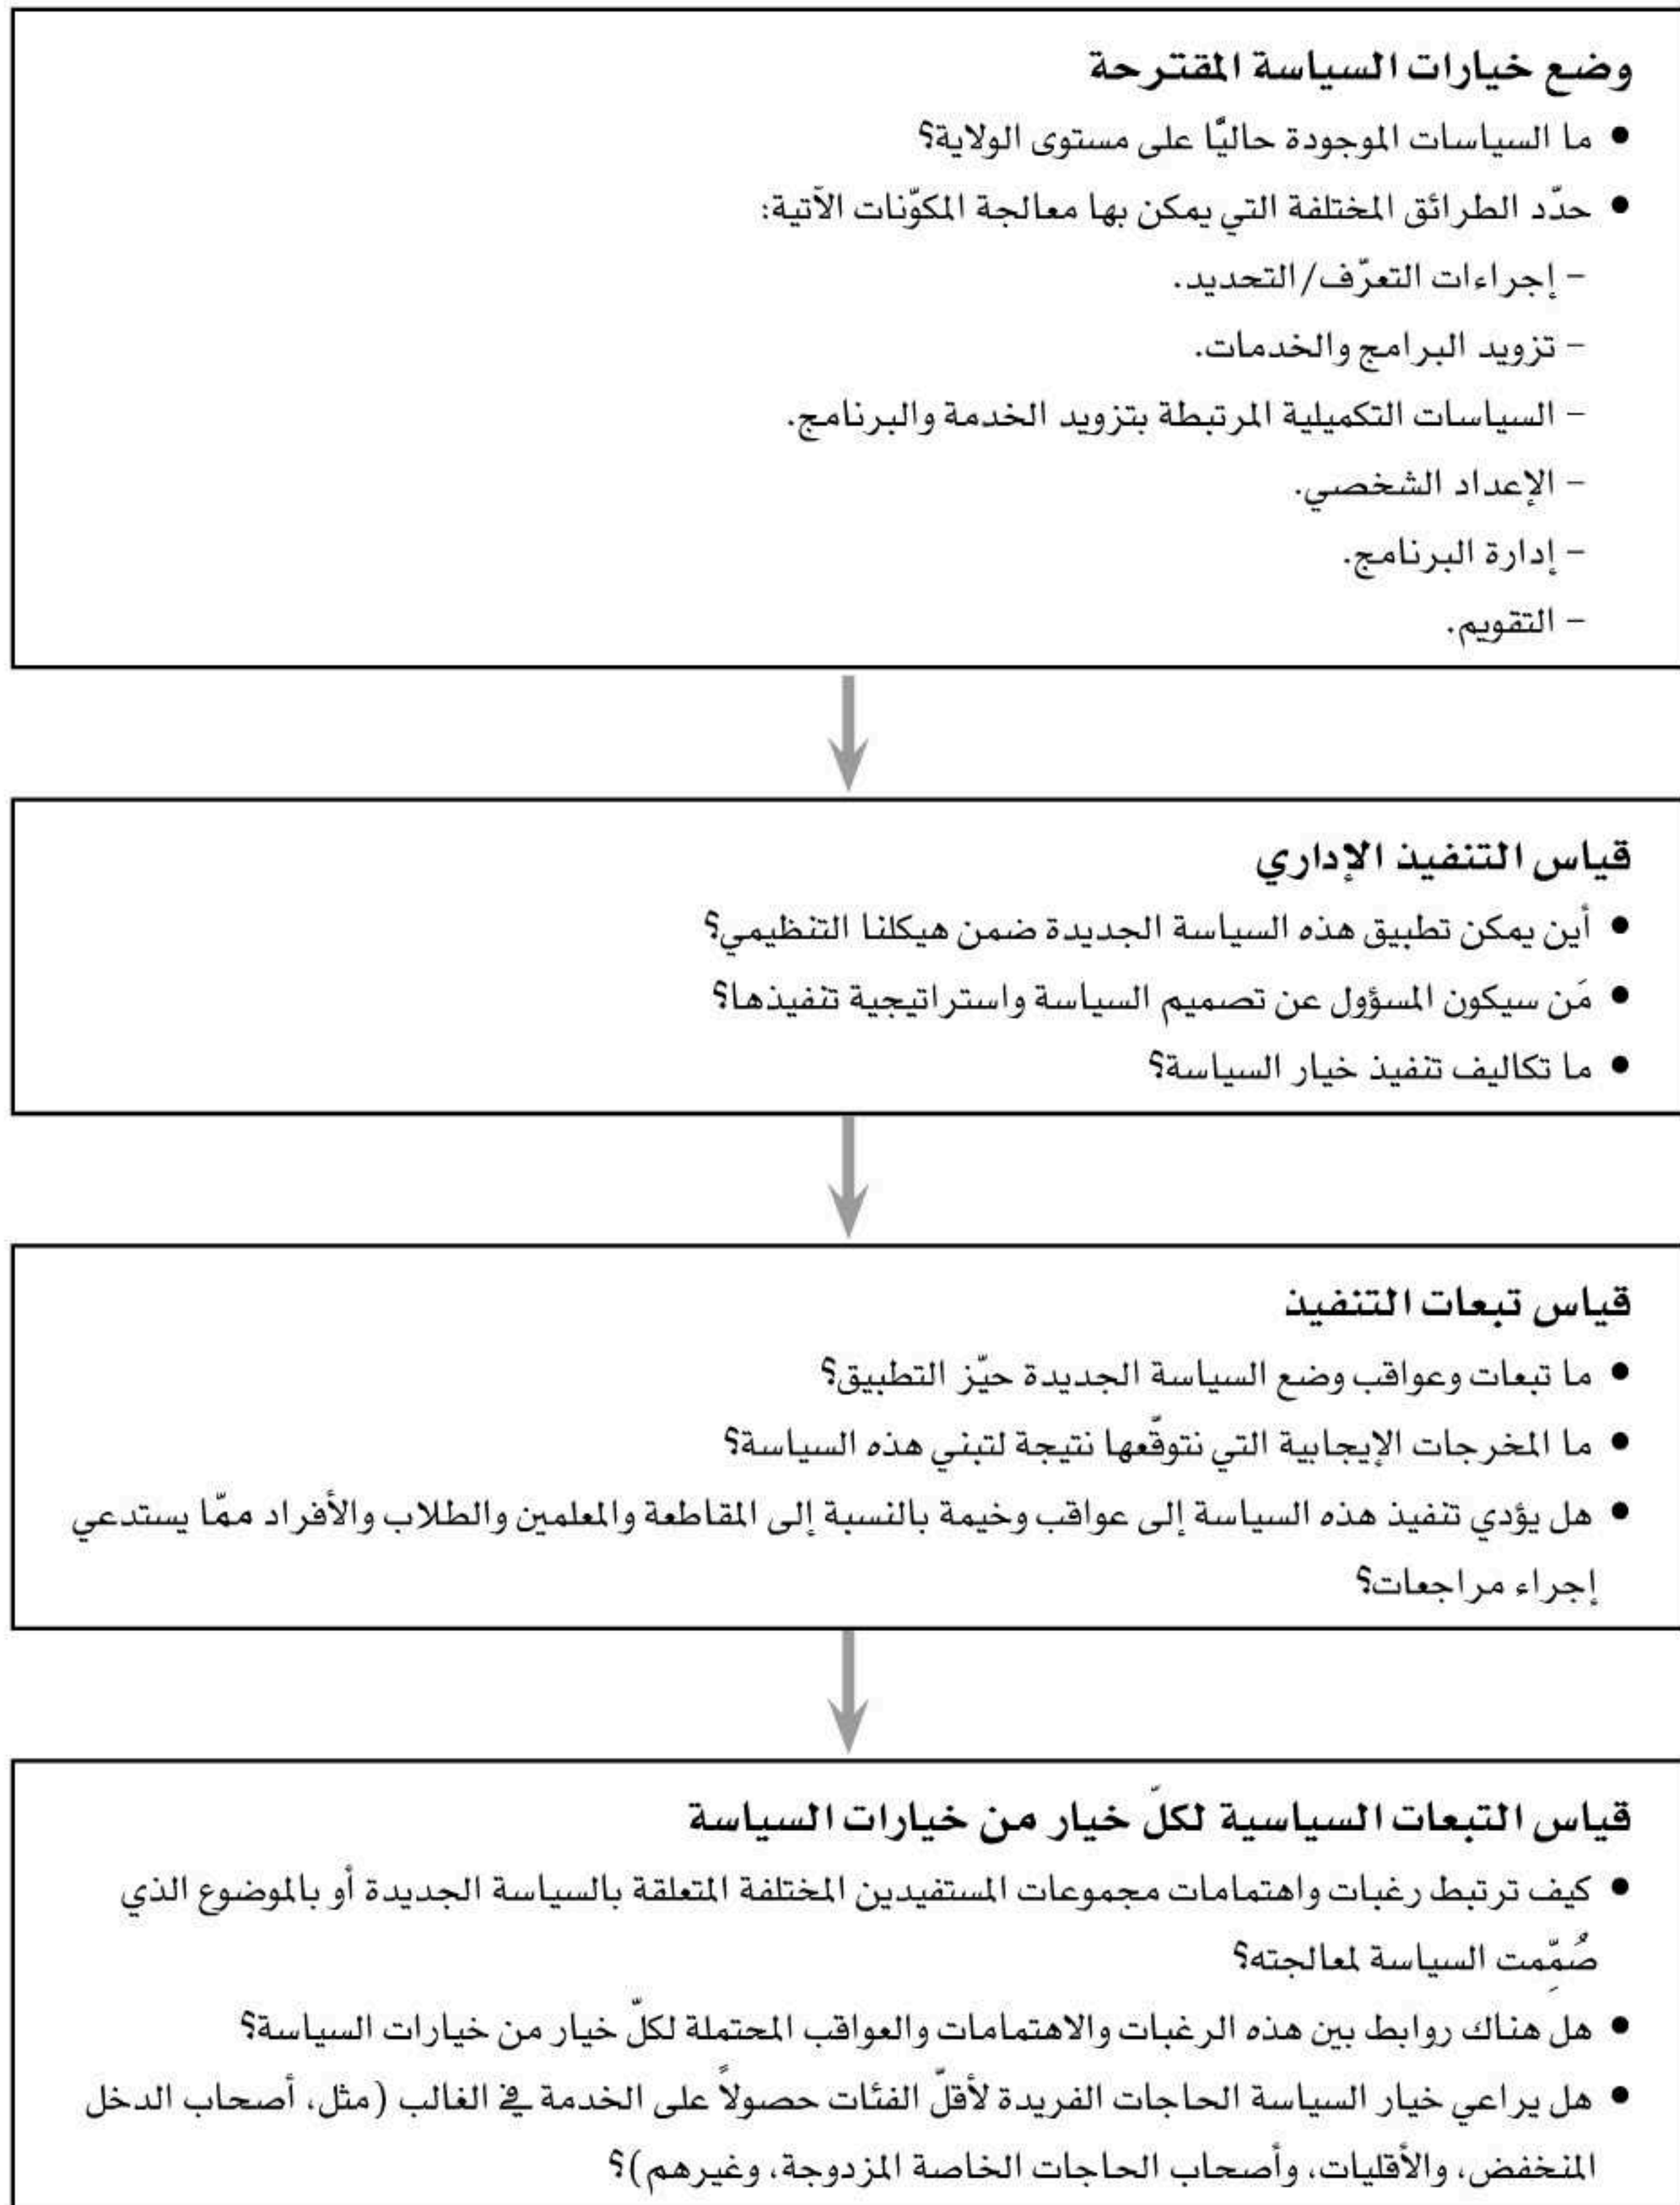 وضع خيارات السياسة المقترحة
● ما السياسات الموجودة حاليًّا على مستوى الولاية؟
● حدّد الطرائق المختلفة التي يمكن بها معالجة المكوّنات الآتية:
– إجراءات التعرّف/التحديد.
– تزويد البرامج والخدمات.
– السياسات التكميلية المرتبطة بتزويد الخدمة والبرنامج.
– الإعداد الشخصي.
– إدارة البرنامج.
– التقويم.
قياس التنفيذ الإداري
● أين يمكن تطبيق هذه السياسة الجديدة ضمن هيكلنا التنظيمي؟
● مَن سيكون المسؤول عن تصميم السياسة واستراتيجية تنفيذها؟
● ما تكاليف تنفيذ خيار السياسة؟
قياس تبعات التنفيذ
● ما تبعات وعواقب وضع السياسة الجديدة حيّز التطبيق؟
● ما المخرجات الإيجابية التي نتوقّعها نتيجة لتبني هذه السياسة؟
● هل يؤدي تنفيذ هذه السياسة إلى عواقب وخيمة بالنسبة إلى المقاطعة والمعلمين والطلاب والأفراد ممّا يستدعي
إجراء مراجعات؟
قياس التبعات السياسية لكلّ خيار من خيارات السياسة
● كيف ترتبط رغبات واهتمامات مجموعات المستفيدين المختلفة المتعلقة بالسياسة الجديدة أو بالموضوع الذي
صُمِّمت السياسة لمعالجته؟
● هل هناك روابط بين هذه الرغبات والاهتمامات والعواقب المحتملة لكلّ خيار من خيارات السياسة؟
● هل يراعي خيار السياسة الحاجات الفريدة لأقلّ الفئات حصولاً على الخدمة في الغالب (مثل، أصحاب الدخل
المنخفض، والأقليات، وأصحاب الحاجات الخاصة المزدوجة، وغيرهم)؟